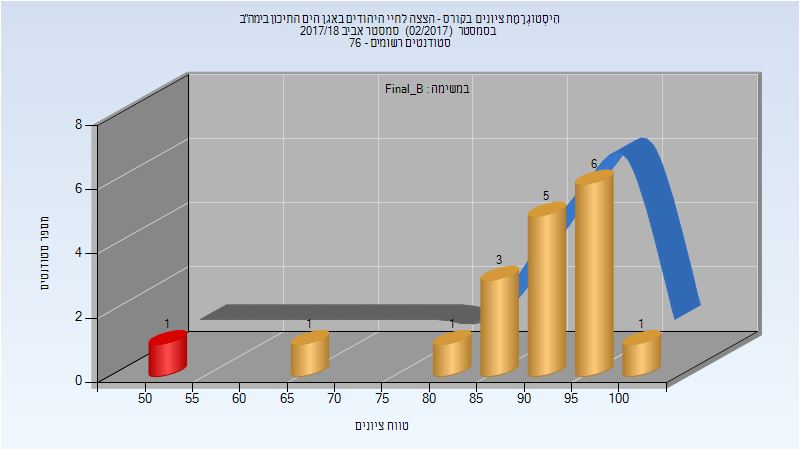 הִיסְטוֹגְרָמַת ציונים בקורס - הצצה לחיי היהודים באגן הים התיכון בימה"ב
בסמסטר (02/2017) סמסטר אביב 2017/18
סטודנטים רשומים - 76
במשימה : Final_B
מספר סטודנטים
8
6
4
2
0
1
1
1
3
5
6
1
50 55 60 65 70 75 80 85 90 95 100
טווח ציונים